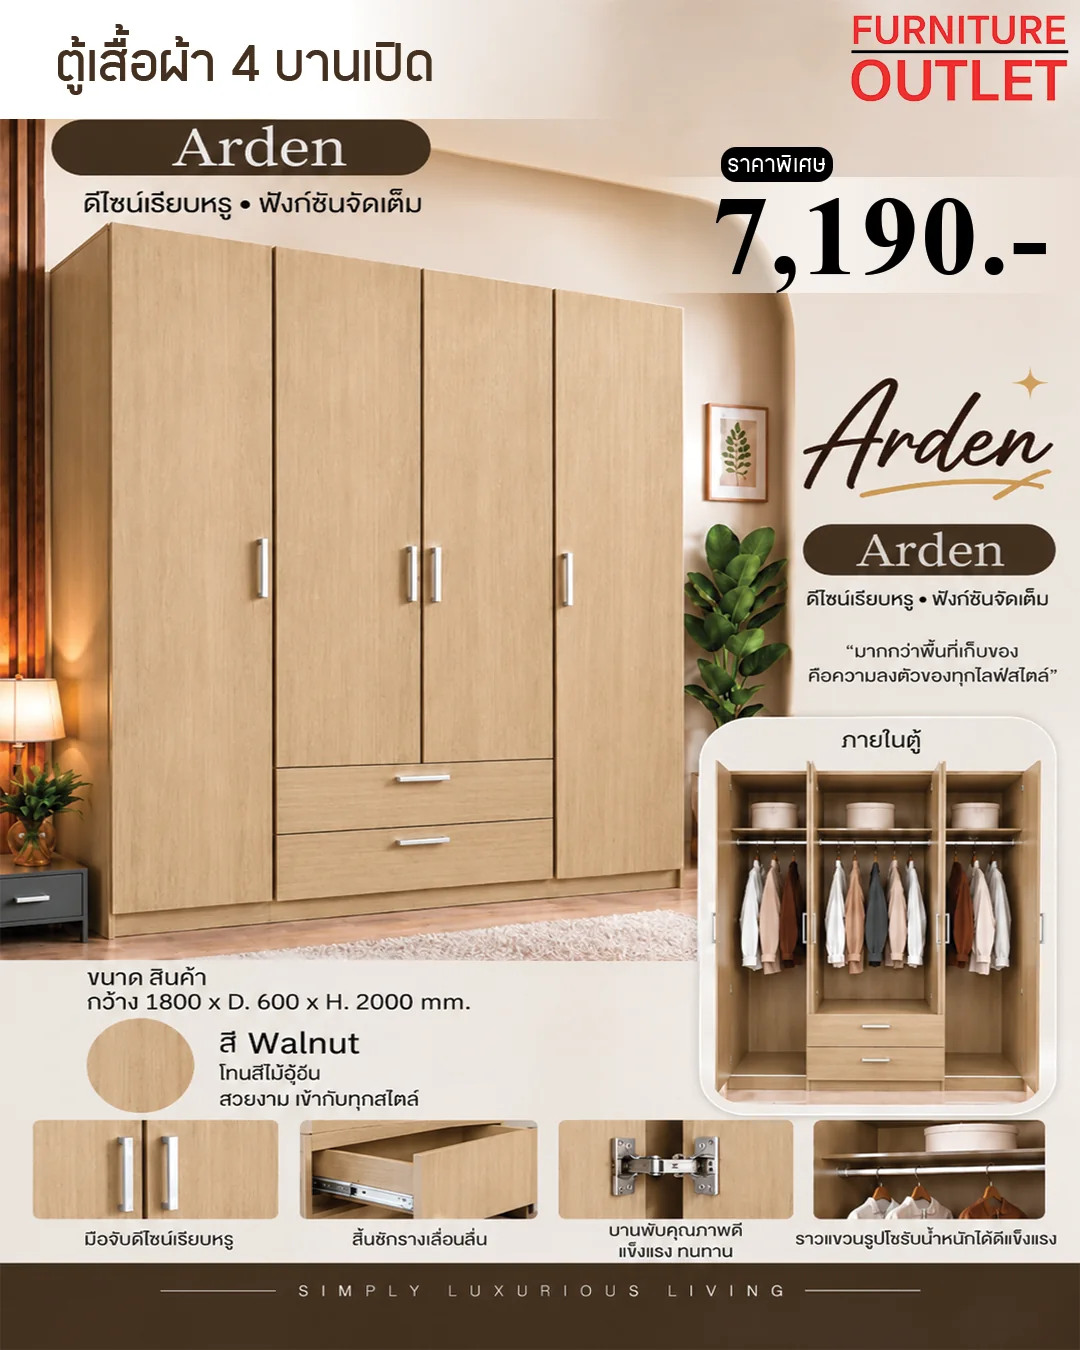 ตู้เสื้อผ้า 4 บานเปิด
FURNITURE
OUTLET
Arden
ดีไซน์เรียบหรู • ฟังก์ชันจัดเต็ม
ราคาพิเศษ
7,190.-
Arden
Arden
ดีไซน์เรียบหรู • ฟังก์ชันจัดเต็ม
“มากกว่าพื้นที่เก็บของ
คือความลงตัวของทุกไลฟ์สไตล์”
ภายในตู้
ขนาด สินค้า
กว้าง 1800 x D. 600 x H. 2000 mm.
สี Walnut
โทนสีไม้อุ้อึน
สวยงาม เข้ากับทุกสไตล์
มือจับดีไซน์เรียบหรู
สิ้นชักรางเลื่อนลื่น
บานพับคุณภาพดี
แข็งแรง ทนทาน
ราวแขวนรูปโซรับน้ำหนักได้ดีแข็งแรง
SIMPLY LUXURIOUS LIVING